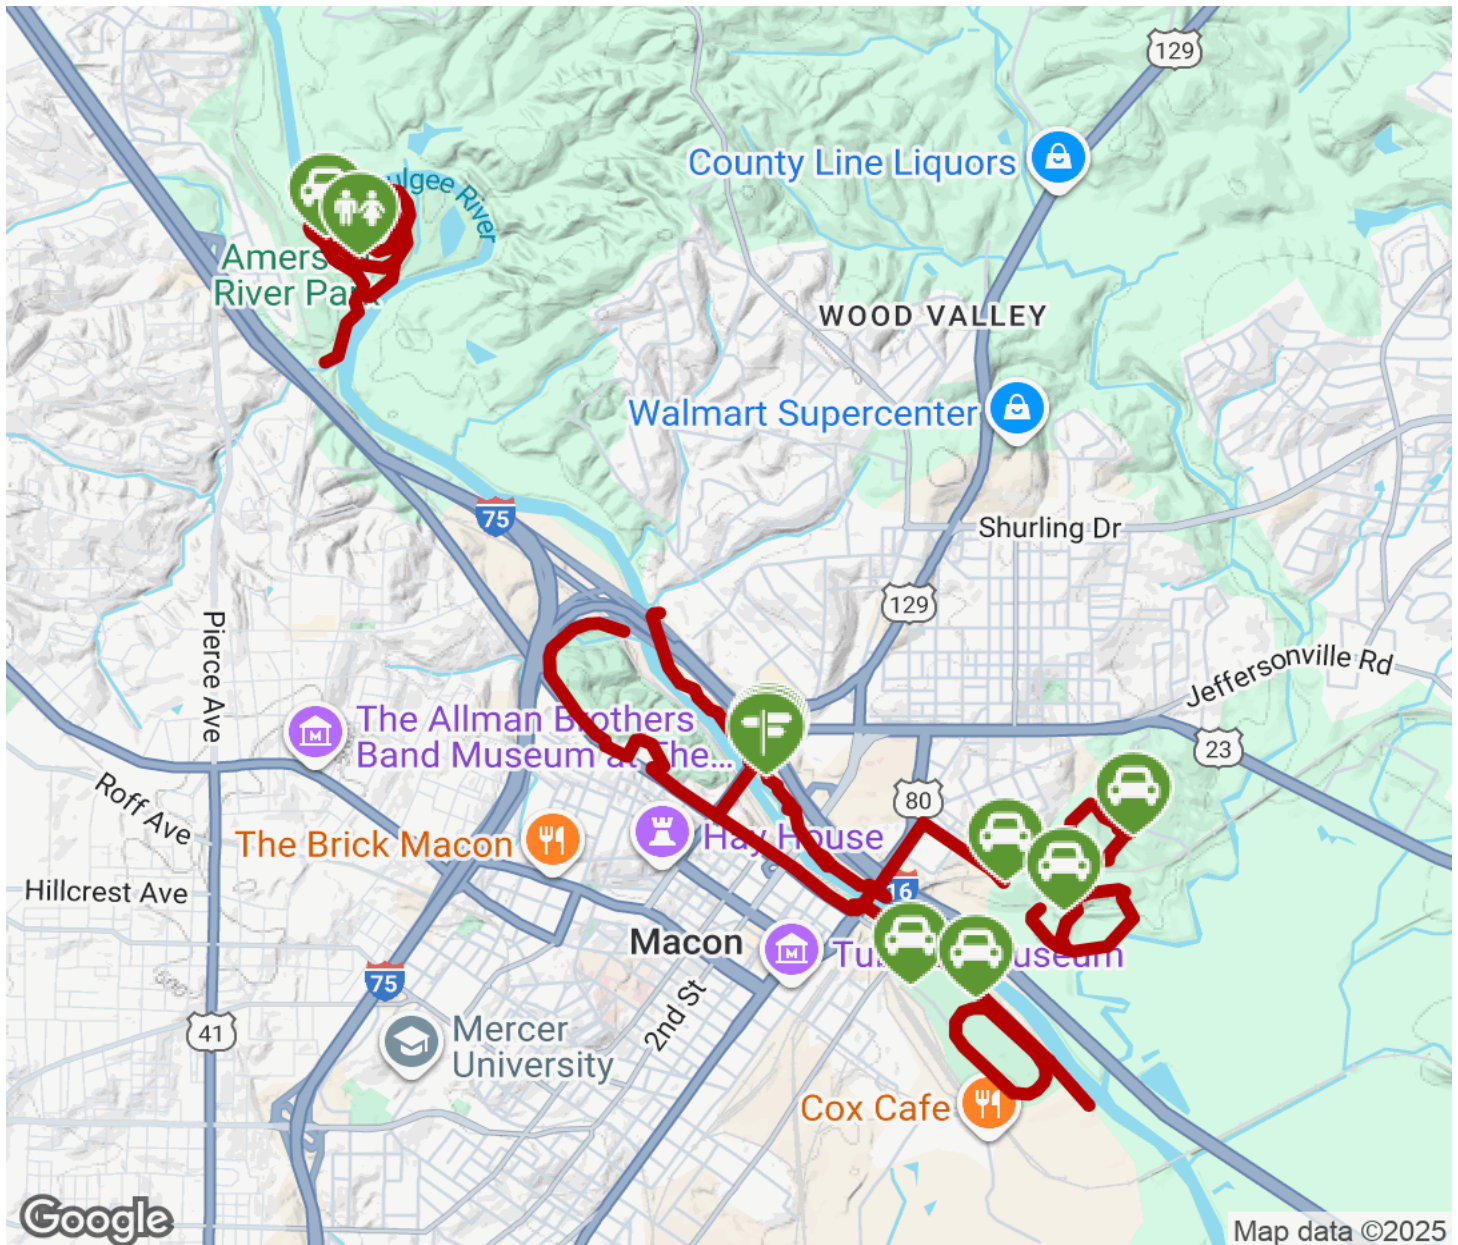 129
County Line Liquors
ulgee River
Amers
River Park
WOOD VALLEY
Walmart Supercenter
75
Shurling Dr
129
Pierce Ave
Jeffersonville Rd
The Allman Brothers
Band Museum at The...
23
Roff Ave
80
The Brick Macon
Hay House
Hillcrest Ave
16
Macon
Tu
useum
75
2nd St
41
Mercer
University
Cox Cafe
Google
Map data ©2025